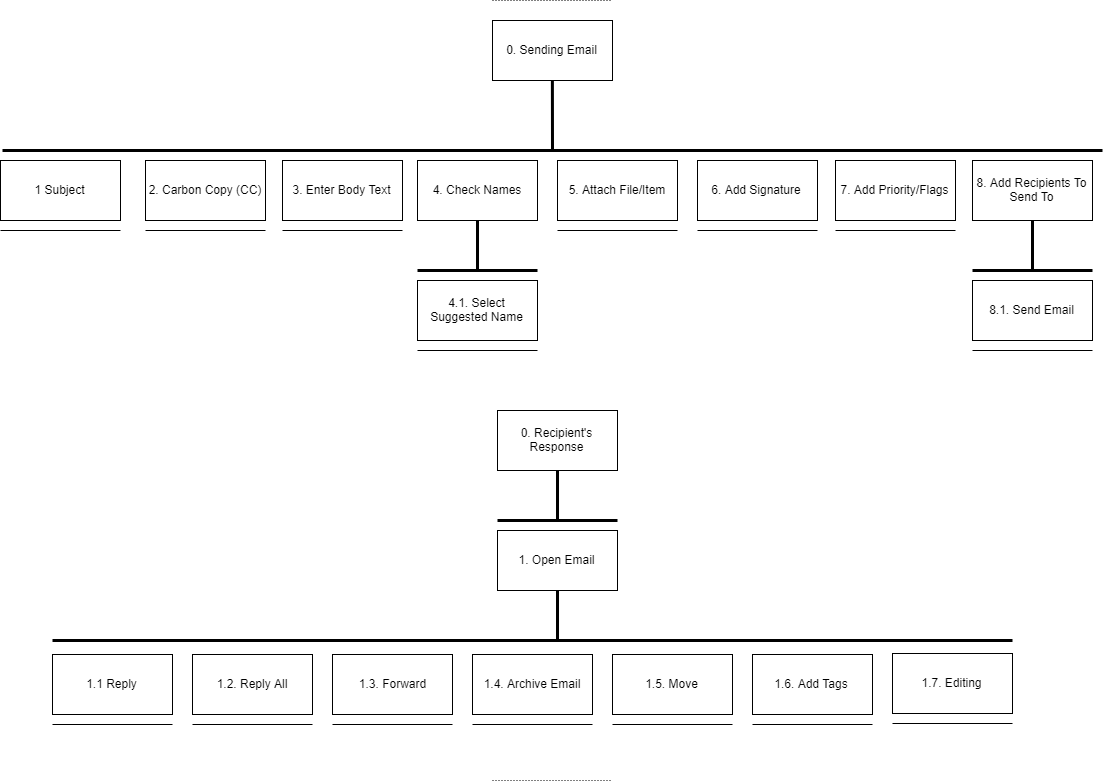 0. Sending Email
1 Subject
2. Carbon Copy (CC)
3. Enter Body Text
4. Check Names
5. Attach File/Item
6. Add Signature
7. Add Priority/Flags
8. Add Recipients To
Send To
4.1. Select
Suggested Name
8.1. Send Email
0. Recipient's
Response
1. Open Email
1.1 Reply
1.2. Reply All
1.3. Forward
1.4. Archive Email
1.5. Move
1.6. Add Tags
1.7. Editing